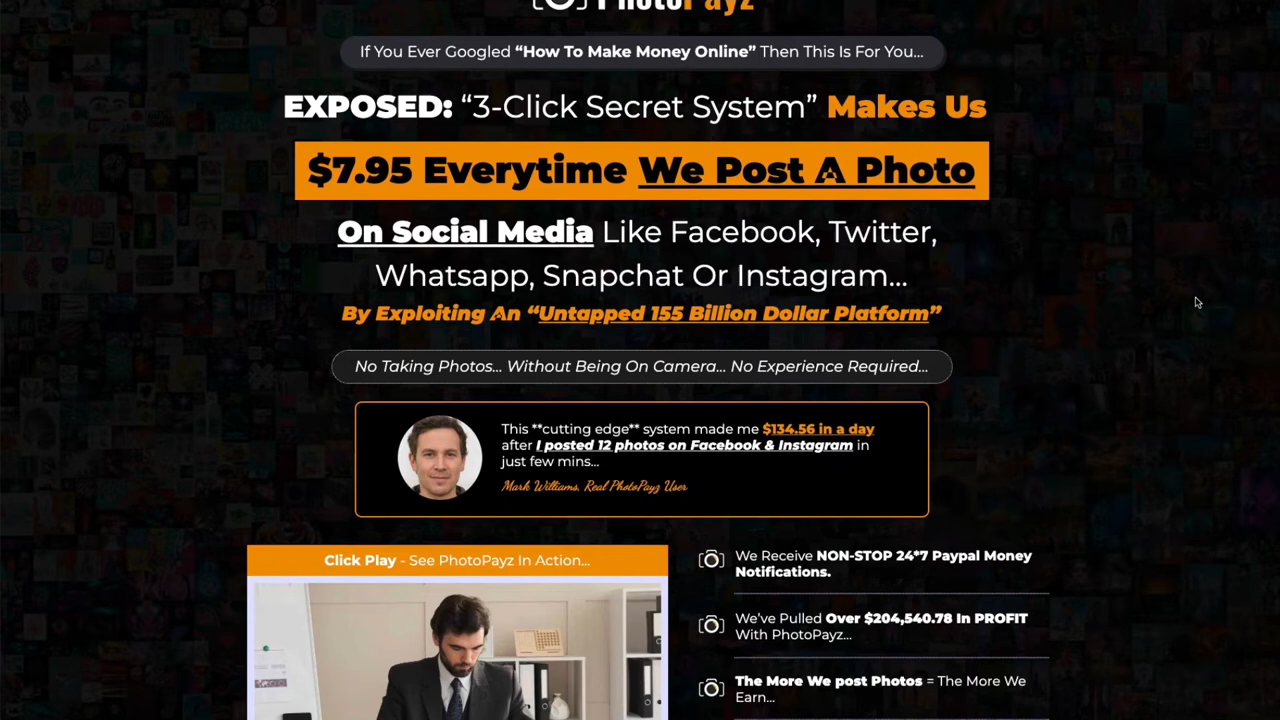 PhotoPayz
If You Ever Googled “How To Make Money Online” Then This Is For You...
EXPOSED: “3-Click Secret System” Makes Us
$7.95 Everytime We Post A Photo
On Social Media Like Facebook, Twitter,
Whatsapp, Snapchat Or Instagram...
By Exploiting An “Untapped 155 Billion Dollar Platform”
No Taking Photos... Without Being On Camera... No Experience Required...
This **cutting edge** system made me $134.56 in a day
after I posted 12 photos on Facebook & Instagram in
just few mins...
Mark Williams, Real PhotoPayz User
Click Play - See PhotoPayz In Action...
We Receive NON-STOP 24*7 Paypal Money
Notifications.
We’ve Pulled Over $204,540.78 In PROFIT
With PhotoPayz...
The More We post Photos = The More We
Earn...